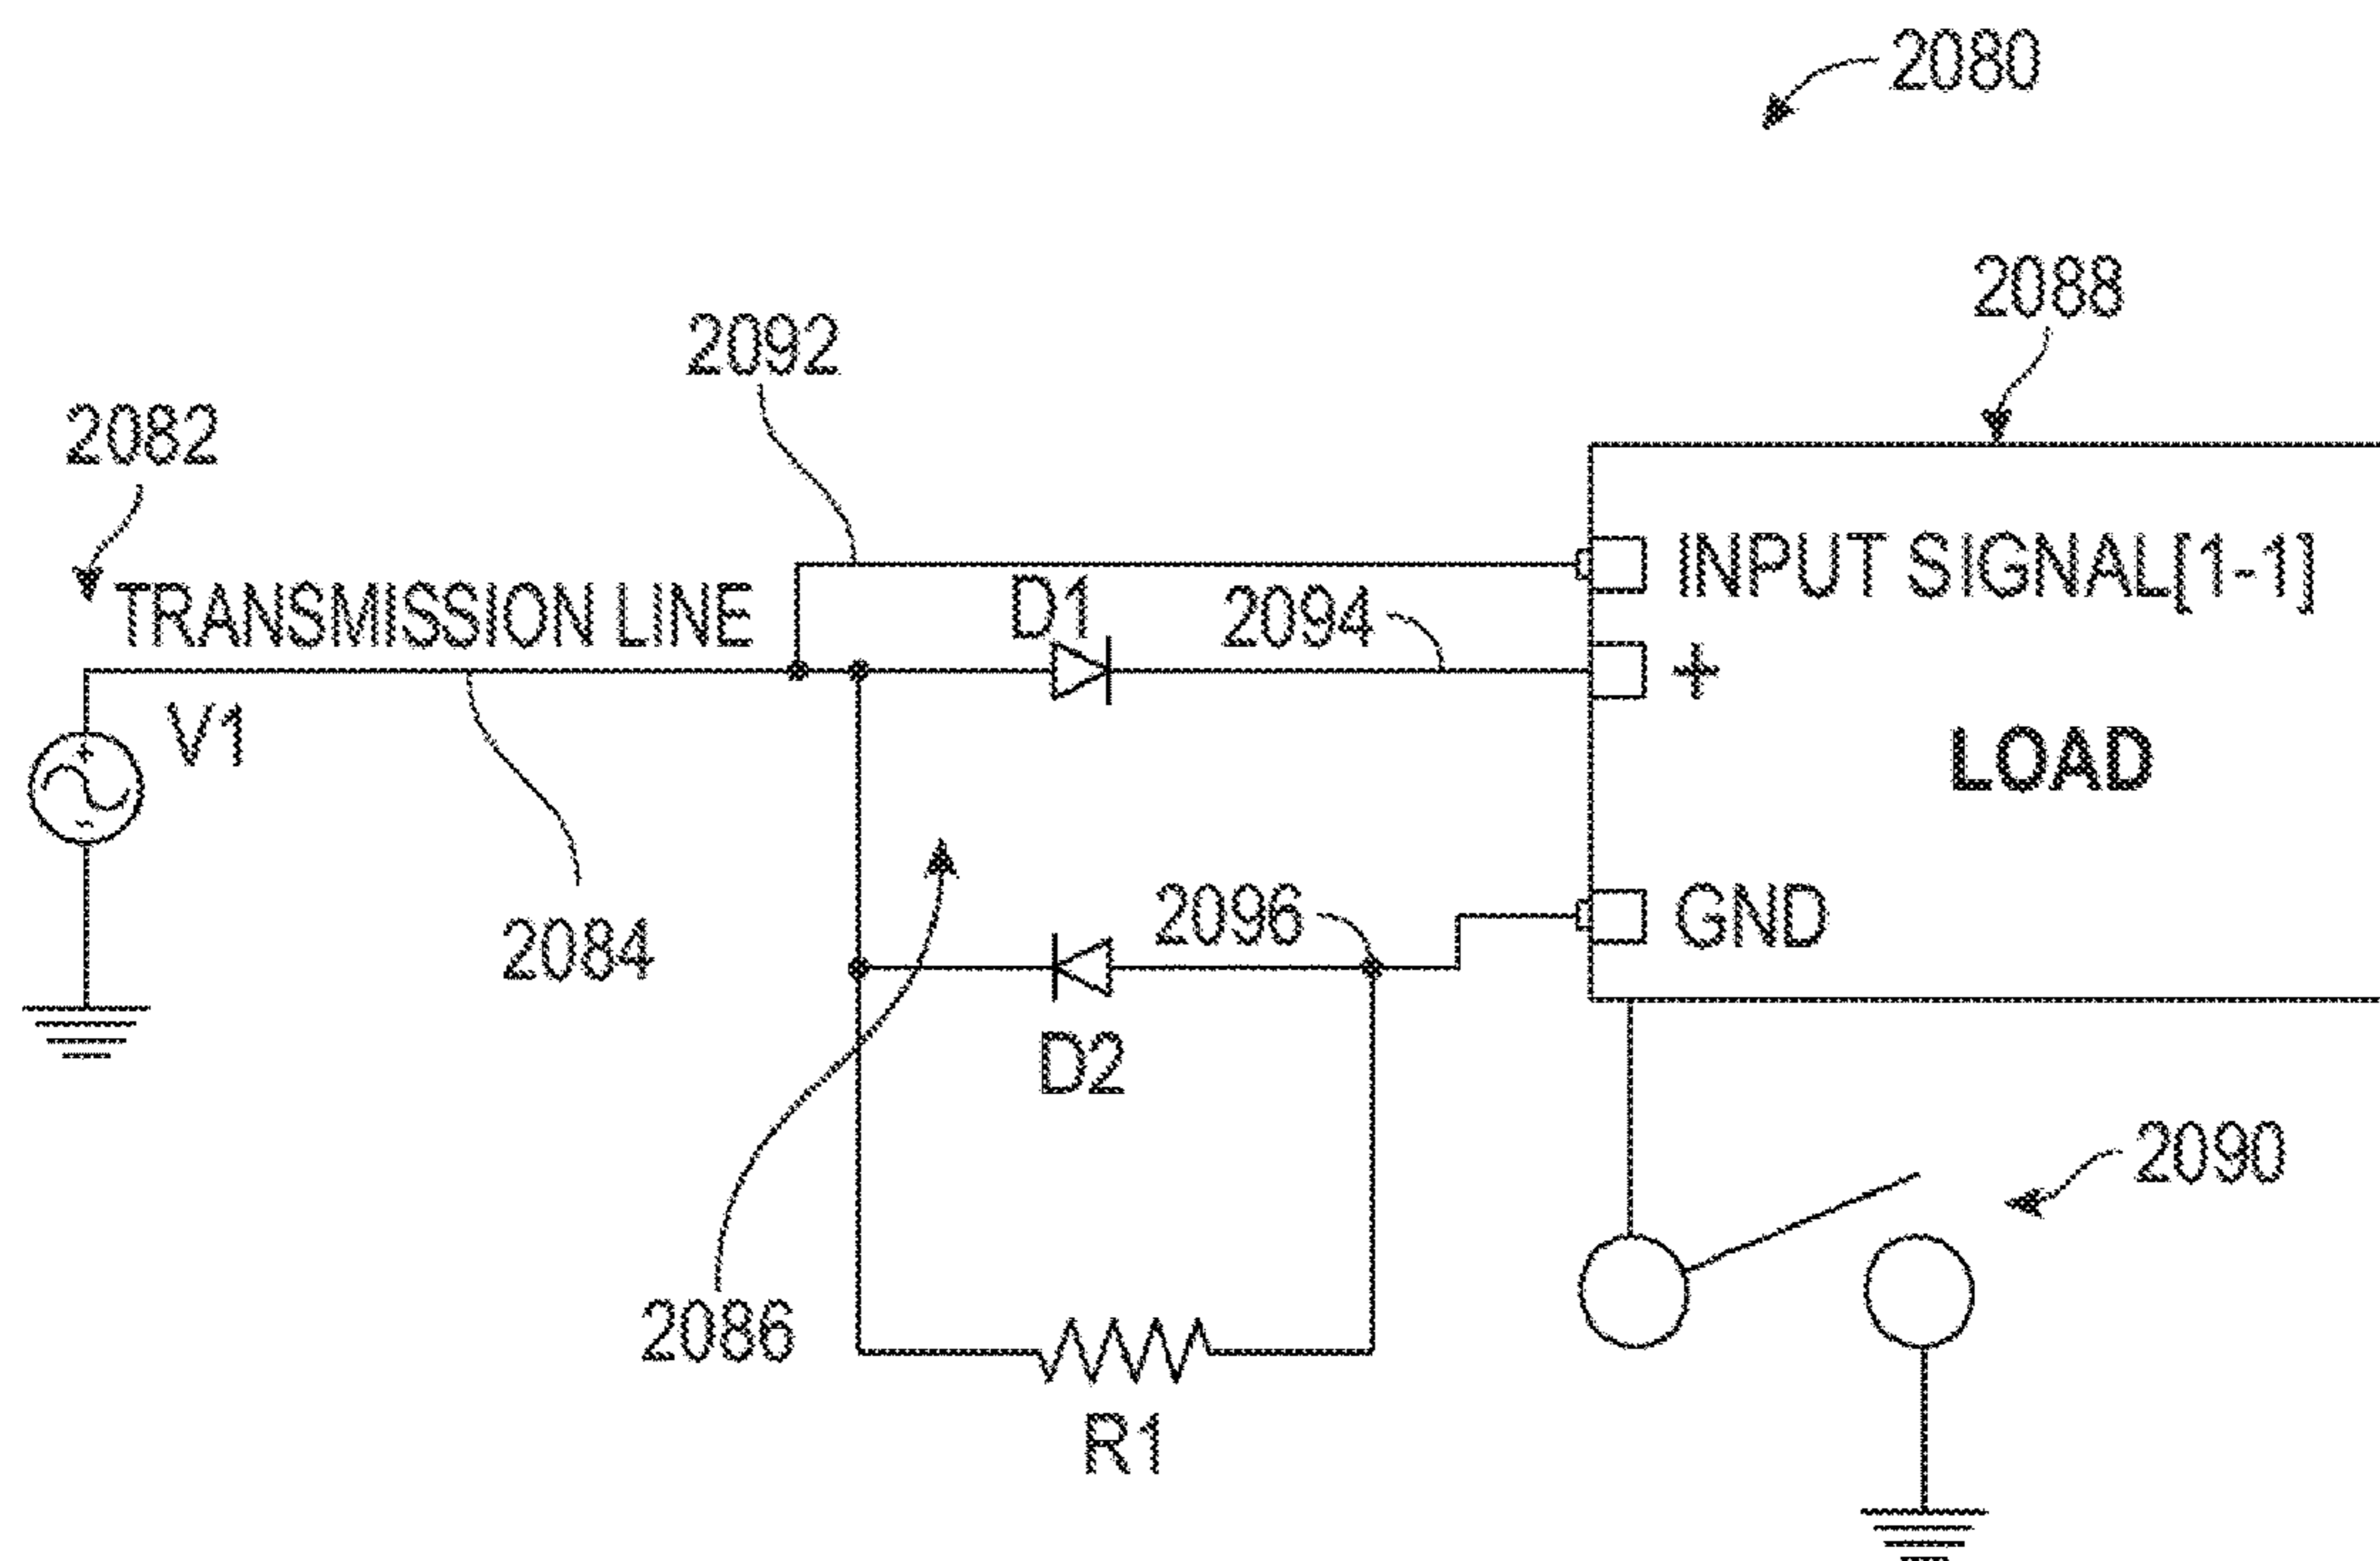 2080
2088
2092
2082
INPUT SIGNAL[1-1]
D1
2094
TRANSMISSION LINE
+
V1
LOAD
2096
GND
2084
D2
2090
2086
R1